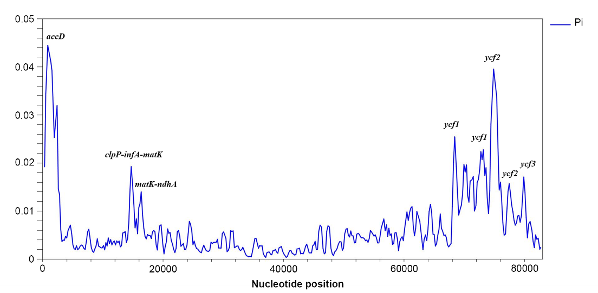 0.05
PI
accD
0.04
ycf2
0.03
ycf1
ycf1
0.02
clpP-infA-matK
ycf2
ycf3
matK-ndhA
0.01
0
0
20000
40000
60000
80000
Nucleotide position